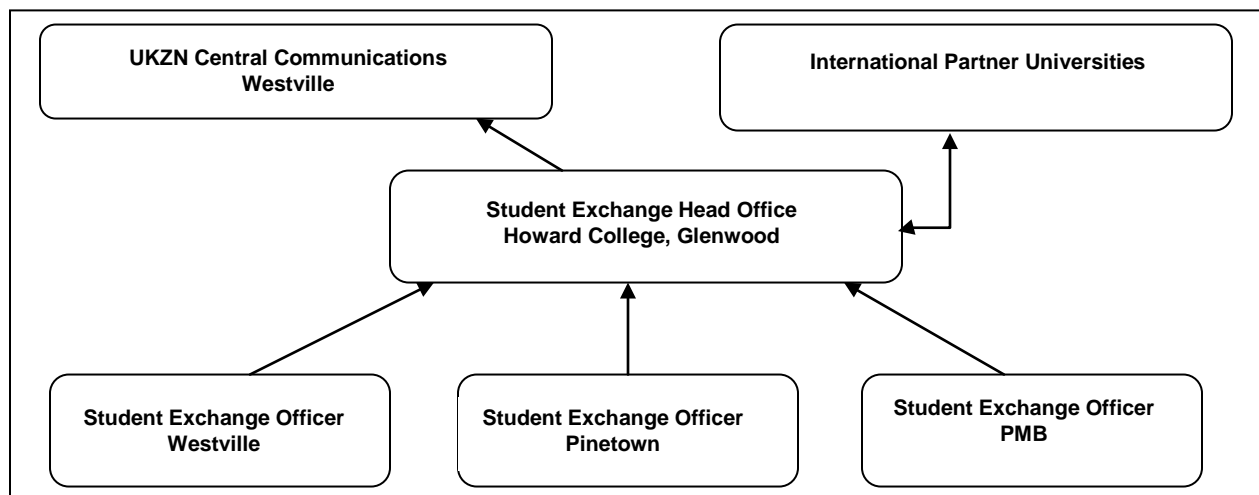 UKZN Central Communications
Westville
International Partner Universities
Student Exchange Head Office
Howard College, Glenwood
Student Exchange Officer
Westville
Student Exchange Officer
Pinetown
Student Exchange Officer
PMB